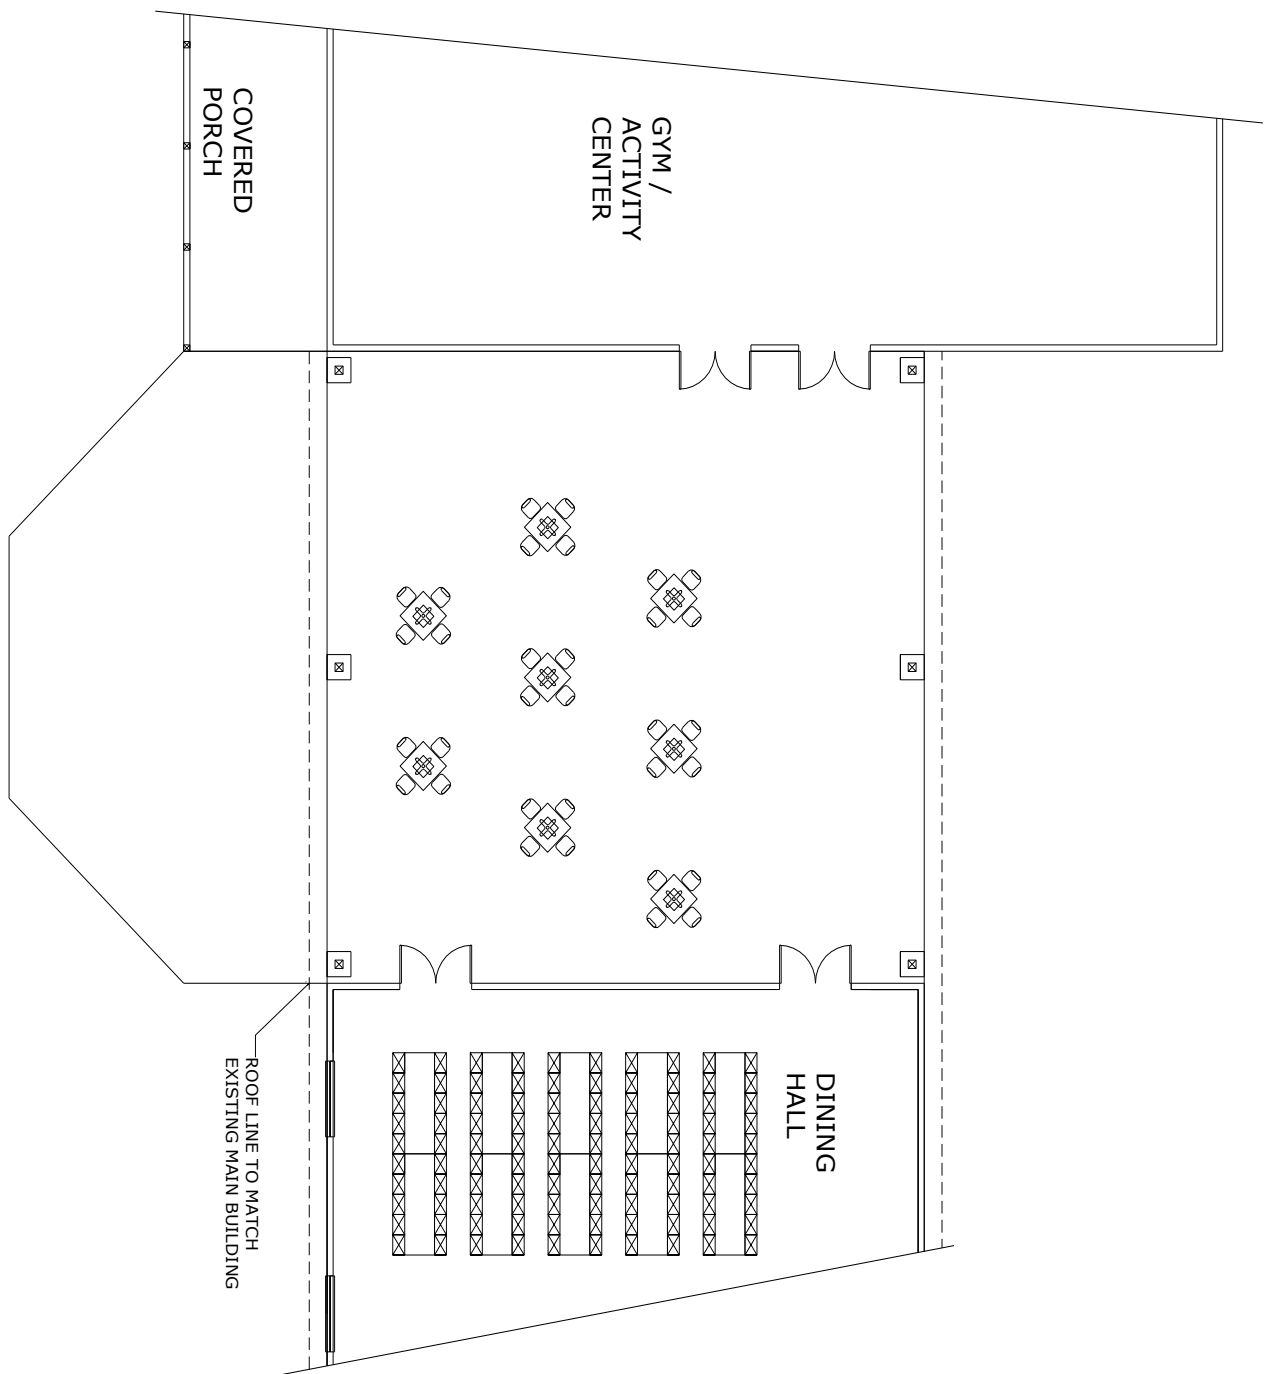 COVERED
PORCH
GYM /
ACTIVITY
CENTER
DINING
HALL
ROOF LINE TO MATCH
EXISTING MAIN BUILDING